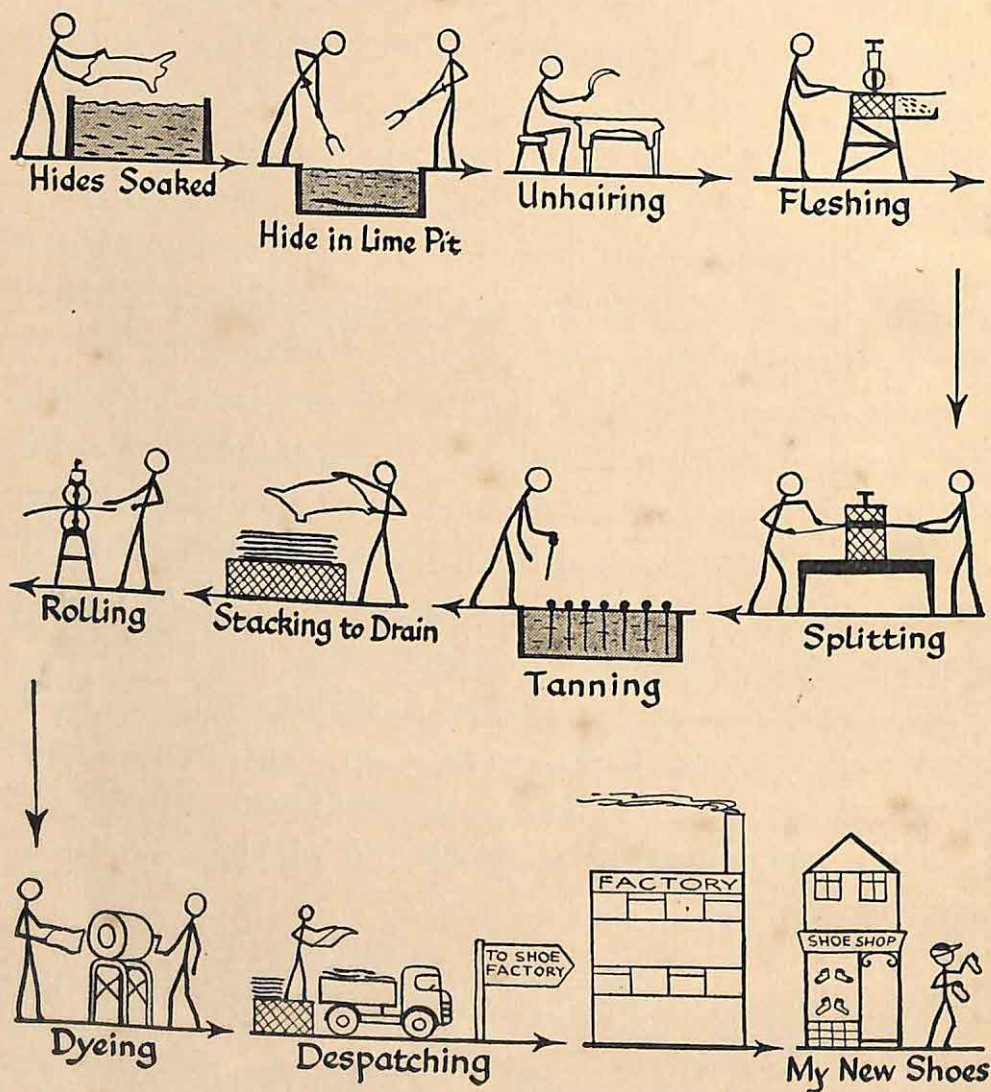 Hides Soaked
Hide in Lime Pit
Unhairing
Fleshing
Splitting
Tanning
Stacking to Drain
Rolling
Dyeing
Despatching
TO SHOE
FACTORY
FACTORY
SHOE SHOP
My New Shoes